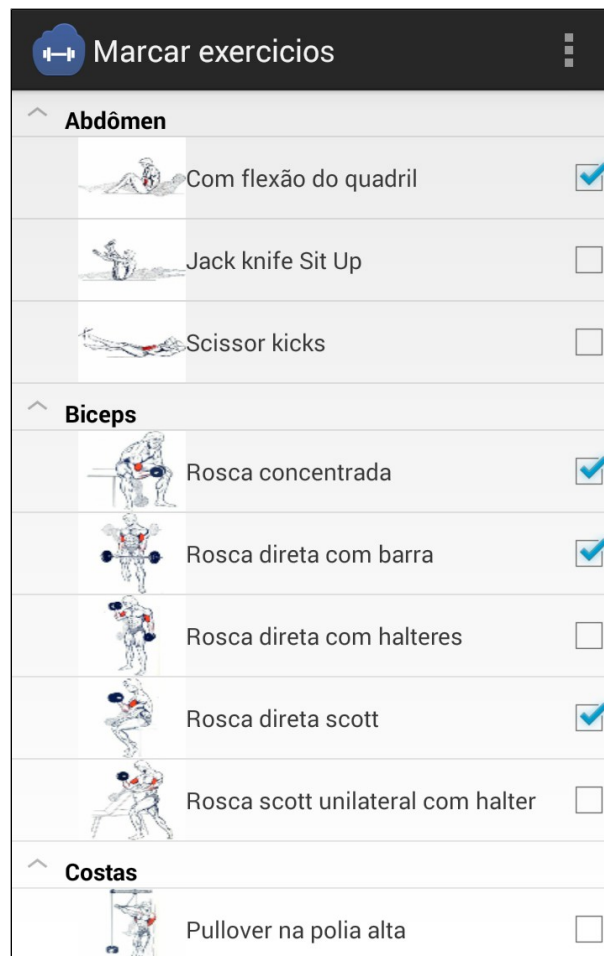 Marcar exercicios
Abdômen
Com flexão do quadril
Jack knife Sit Up
Scissor kicks
Biceps
Rosca concentrada
Rosca direta com barra
Rosca direta com halteres
Rosca direta scott
Rosca scott unilateral com halter
Costas
Pullover na polia alta